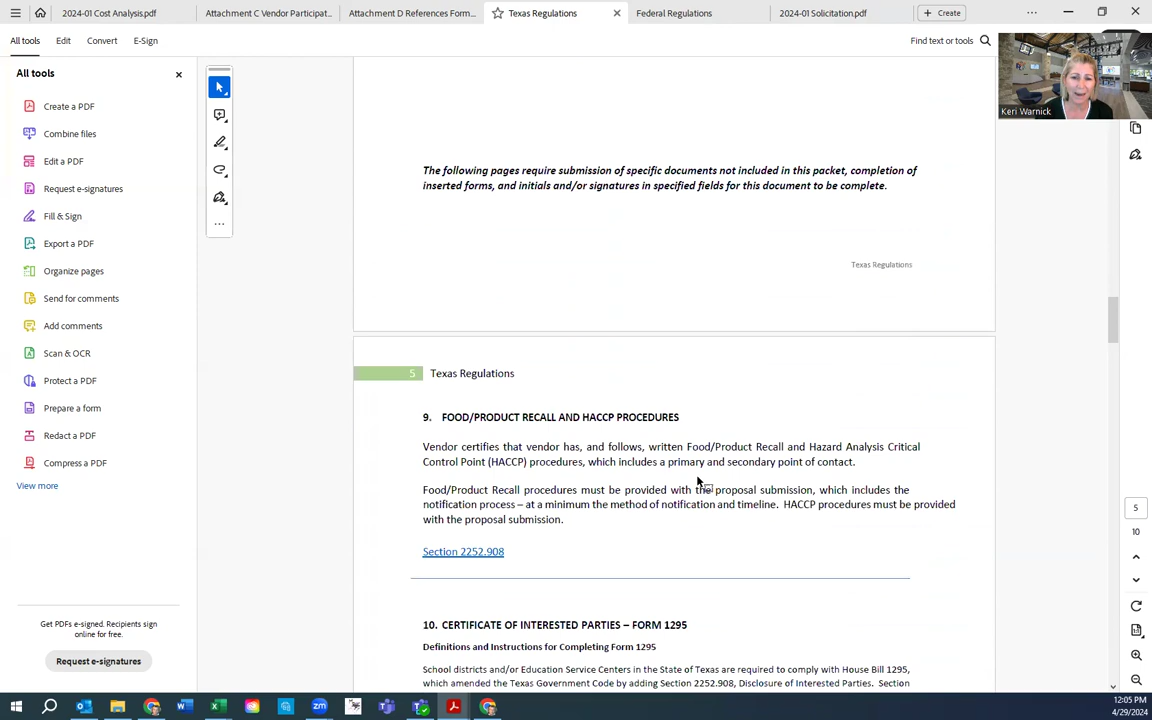 2024-01 Cost Analysis.pdf
Attachment C Vendor Participat...
Attachment D References Form...
Texas Regulations
Federal Regulations
2024-01 Solicitation.pdf
Create
All tools
Edit
Convert
E-Sign
Find text or tools
Keri Warnick
All tools
Create a PDF
Combine files
Edit a PDF
Request e-signatures
Fill & Sign
Export a PDF
Organize pages
Send for comments
Add comments
Scan & OCR
Protect a PDF
Prepare a form
Redact a PDF
Compress a PDF
View more
Get PDFs e-signed. Recipients sign
online for free.
Request e-signatures
The following pages require submission of specific documents not included in this packet, completion of
inserted forms, and initials and/or signatures in specified fields for this document to be complete.
Texas Regulations
5 Texas Regulations
9. FOOD/PRODUCT RECALL AND HACCP PROCEDURES
Vendor certifies that vendor has, and follows, written Food/Product Recall and Hazard Analysis Critical
Control Point (HACCP) procedures, which includes a primary and secondary point of contact.
Food/Product Recall procedures must be provided with the proposal submission, which includes the
notification process – at a minimum the method of notification and timeline. HACCP procedures must be provided
with the proposal submission.
Section 2252.908
10. CERTIFICATE OF INTERESTED PARTIES – FORM 1295
Definitions and Instructions for Completing Form 1295
School districts and/or Education Service Centers in the State of Texas are required to comply with House Bill 1295,
which amended the Texas Government Code by adding Section 2252.908, Disclosure of Interested Parties. Section
5
10
12:05 PM
4/29/2024